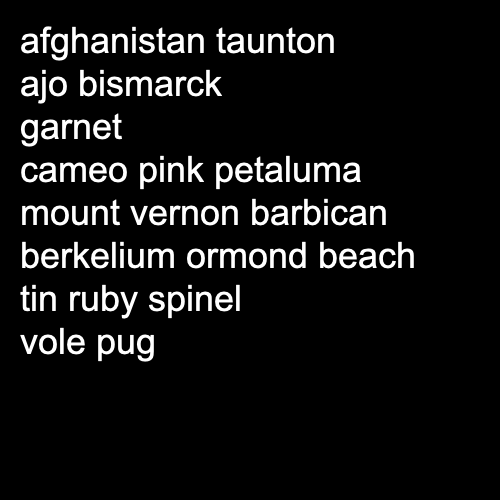 afghanistan taunton
ajo bismarck
garnet
cameo pink petaluma
mount vernon barbican
berkelium ormond beach
tin ruby spinel
vole pug